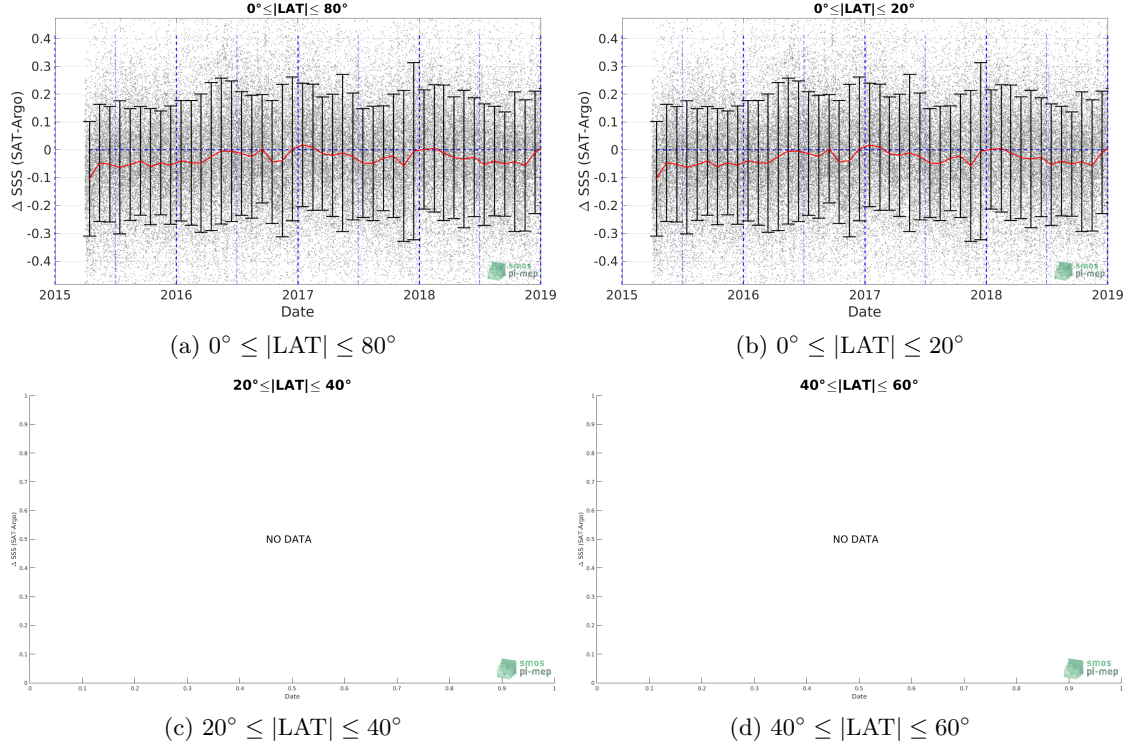 0°≤|LAT|≤ 80°
0.4
0.3
0.2
0.1
0
-0.1
-0.2
-0.3
-0.4
Δ SSS (SAT-Argo)
smos
pi-mep
2015 2016 2017 2018 2019
Date
(a) 0° ≤ |LAT| ≤ 80°
0°≤|LAT|≤ 20°
0.4
0.3
0.2
0.1
0
-0.1
-0.2
-0.3
-0.4
Δ SSS (SAT-Argo)
smos
pi-mep
2015 2016 2017 2018 2019
Date
(b) 0° ≤ |LAT| ≤ 20°
20°≤|LAT|≤ 40°
1
0.9
0.8
0.7
0.6
0.5
0.4
0.3
0.2
0.1
0
Δ SSS (SAT-Argo)
NO DATA
smos
pi-mep
0 0.1 0.2 0.3 0.4 0.5 0.6 0.7 0.8 0.9 1
Date
(c) 20° ≤ |LAT| ≤ 40°
40°≤|LAT|≤ 60°
1
0.9
0.8
0.7
0.6
0.5
0.4
0.3
0.2
0.1
0
Δ SSS (SAT-Argo)
NO DATA
smos
pi-mep
0 0.1 0.2 0.3 0.4 0.5 0.6 0.7 0.8 0.9 1
Date
(d) 40° ≤ |LAT| ≤ 60°